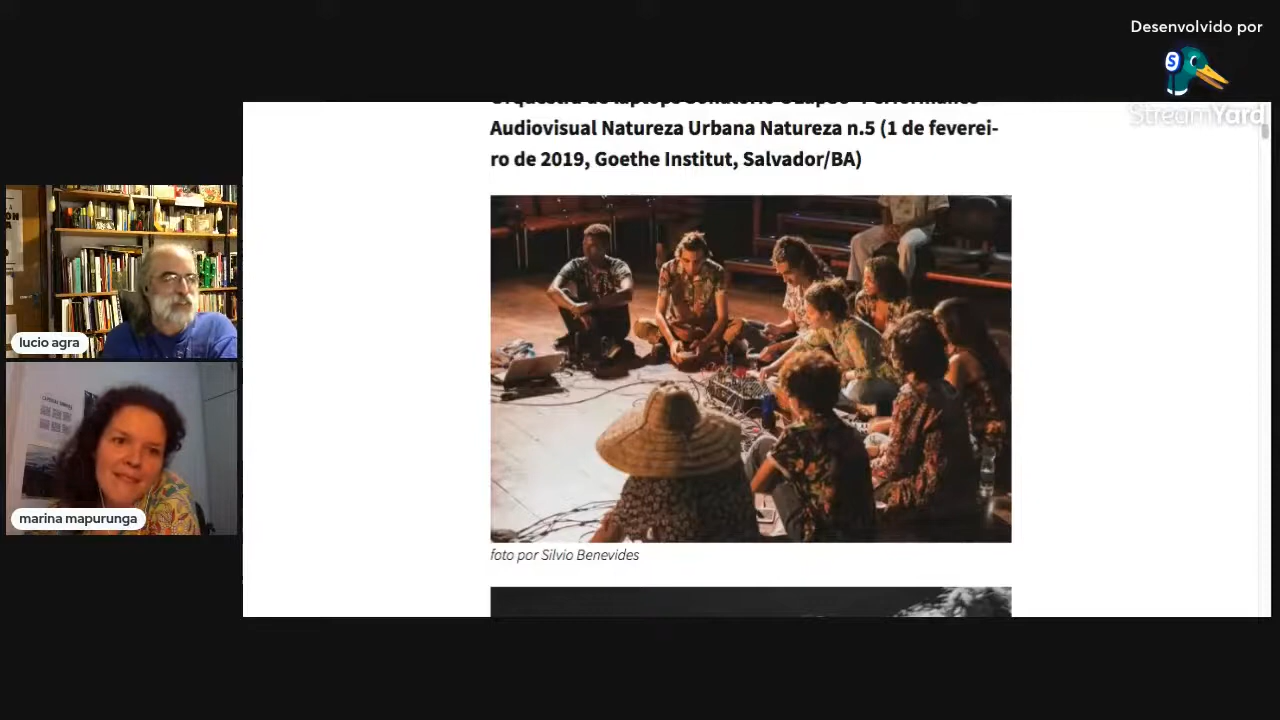 Desenvolvido por
S
StreamYard
Audiovisual Natureza Urbana Natureza n.5 (1 de feverei-
ro de 2019, Goethe Institut, Salvador/BA)
lucio agra
marina mapurunga
foto por Silvio Benevides